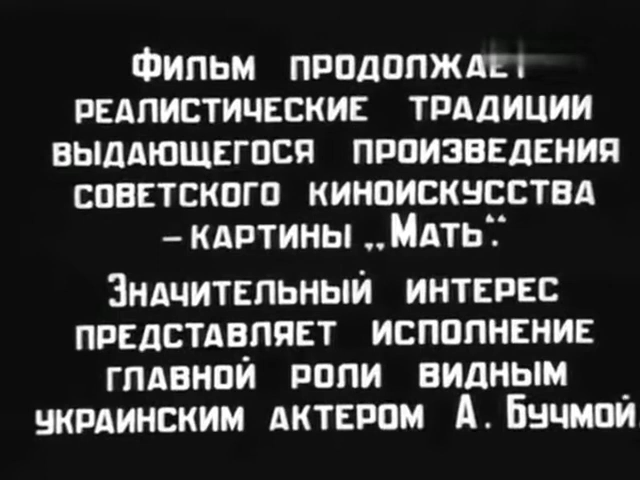 Фильм продолжает
реалистические традиции
выдающегося произведения
советского киноискусства
– картины „Мать“.
Значительный интерес
представляет исполнение
главной роли видным
украинским актером А. Бучмой.